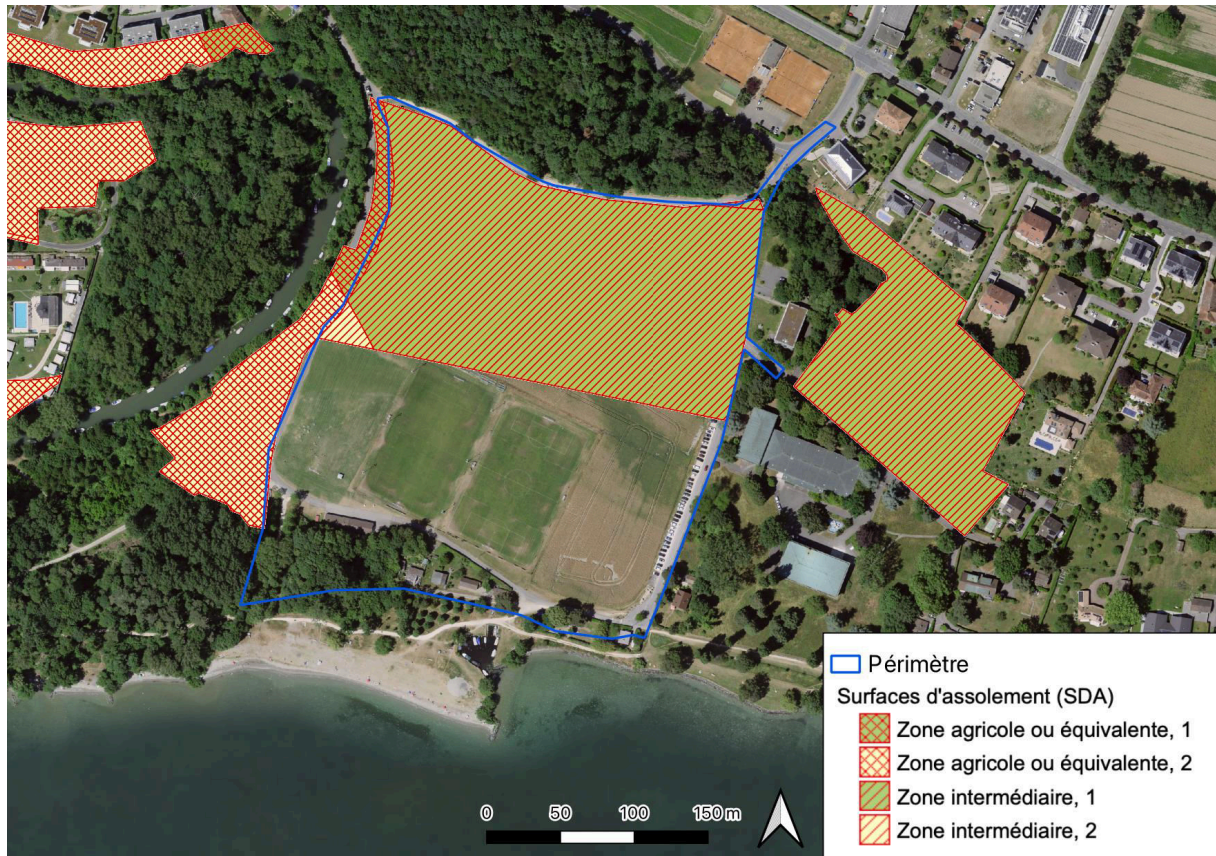 Périmètre
Surfaces d'assolement (SDA)
Zone agricole ou équivalente, 1
Zone agricole ou équivalente, 2
Zone intermédiaire, 1
Zone intermédiaire, 2
0 50 100 150 m